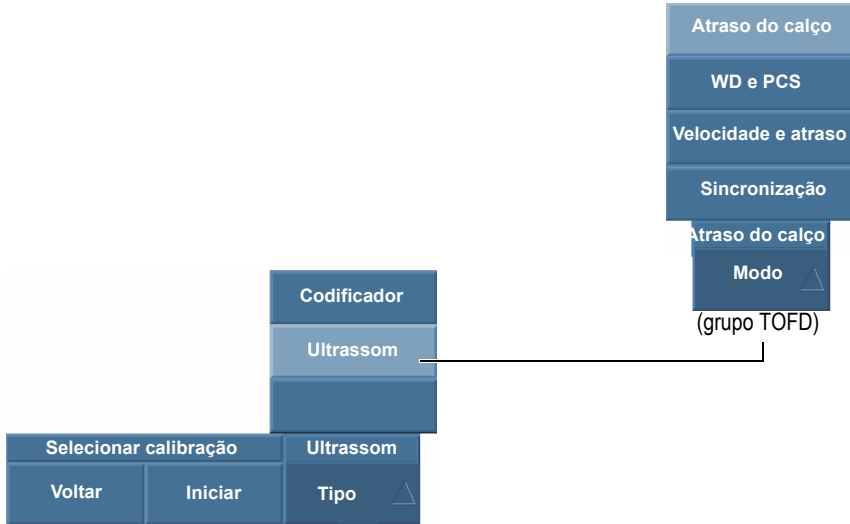 Atraso do calço
WD e PCS
Velocidade e atraso
Sincronização
Atraso do calço
Modo
(grupo TOFD)
Codificador
Ultrassom
Selecionar calibração
Ultrassom
Voltar
Iniciar
Tipo